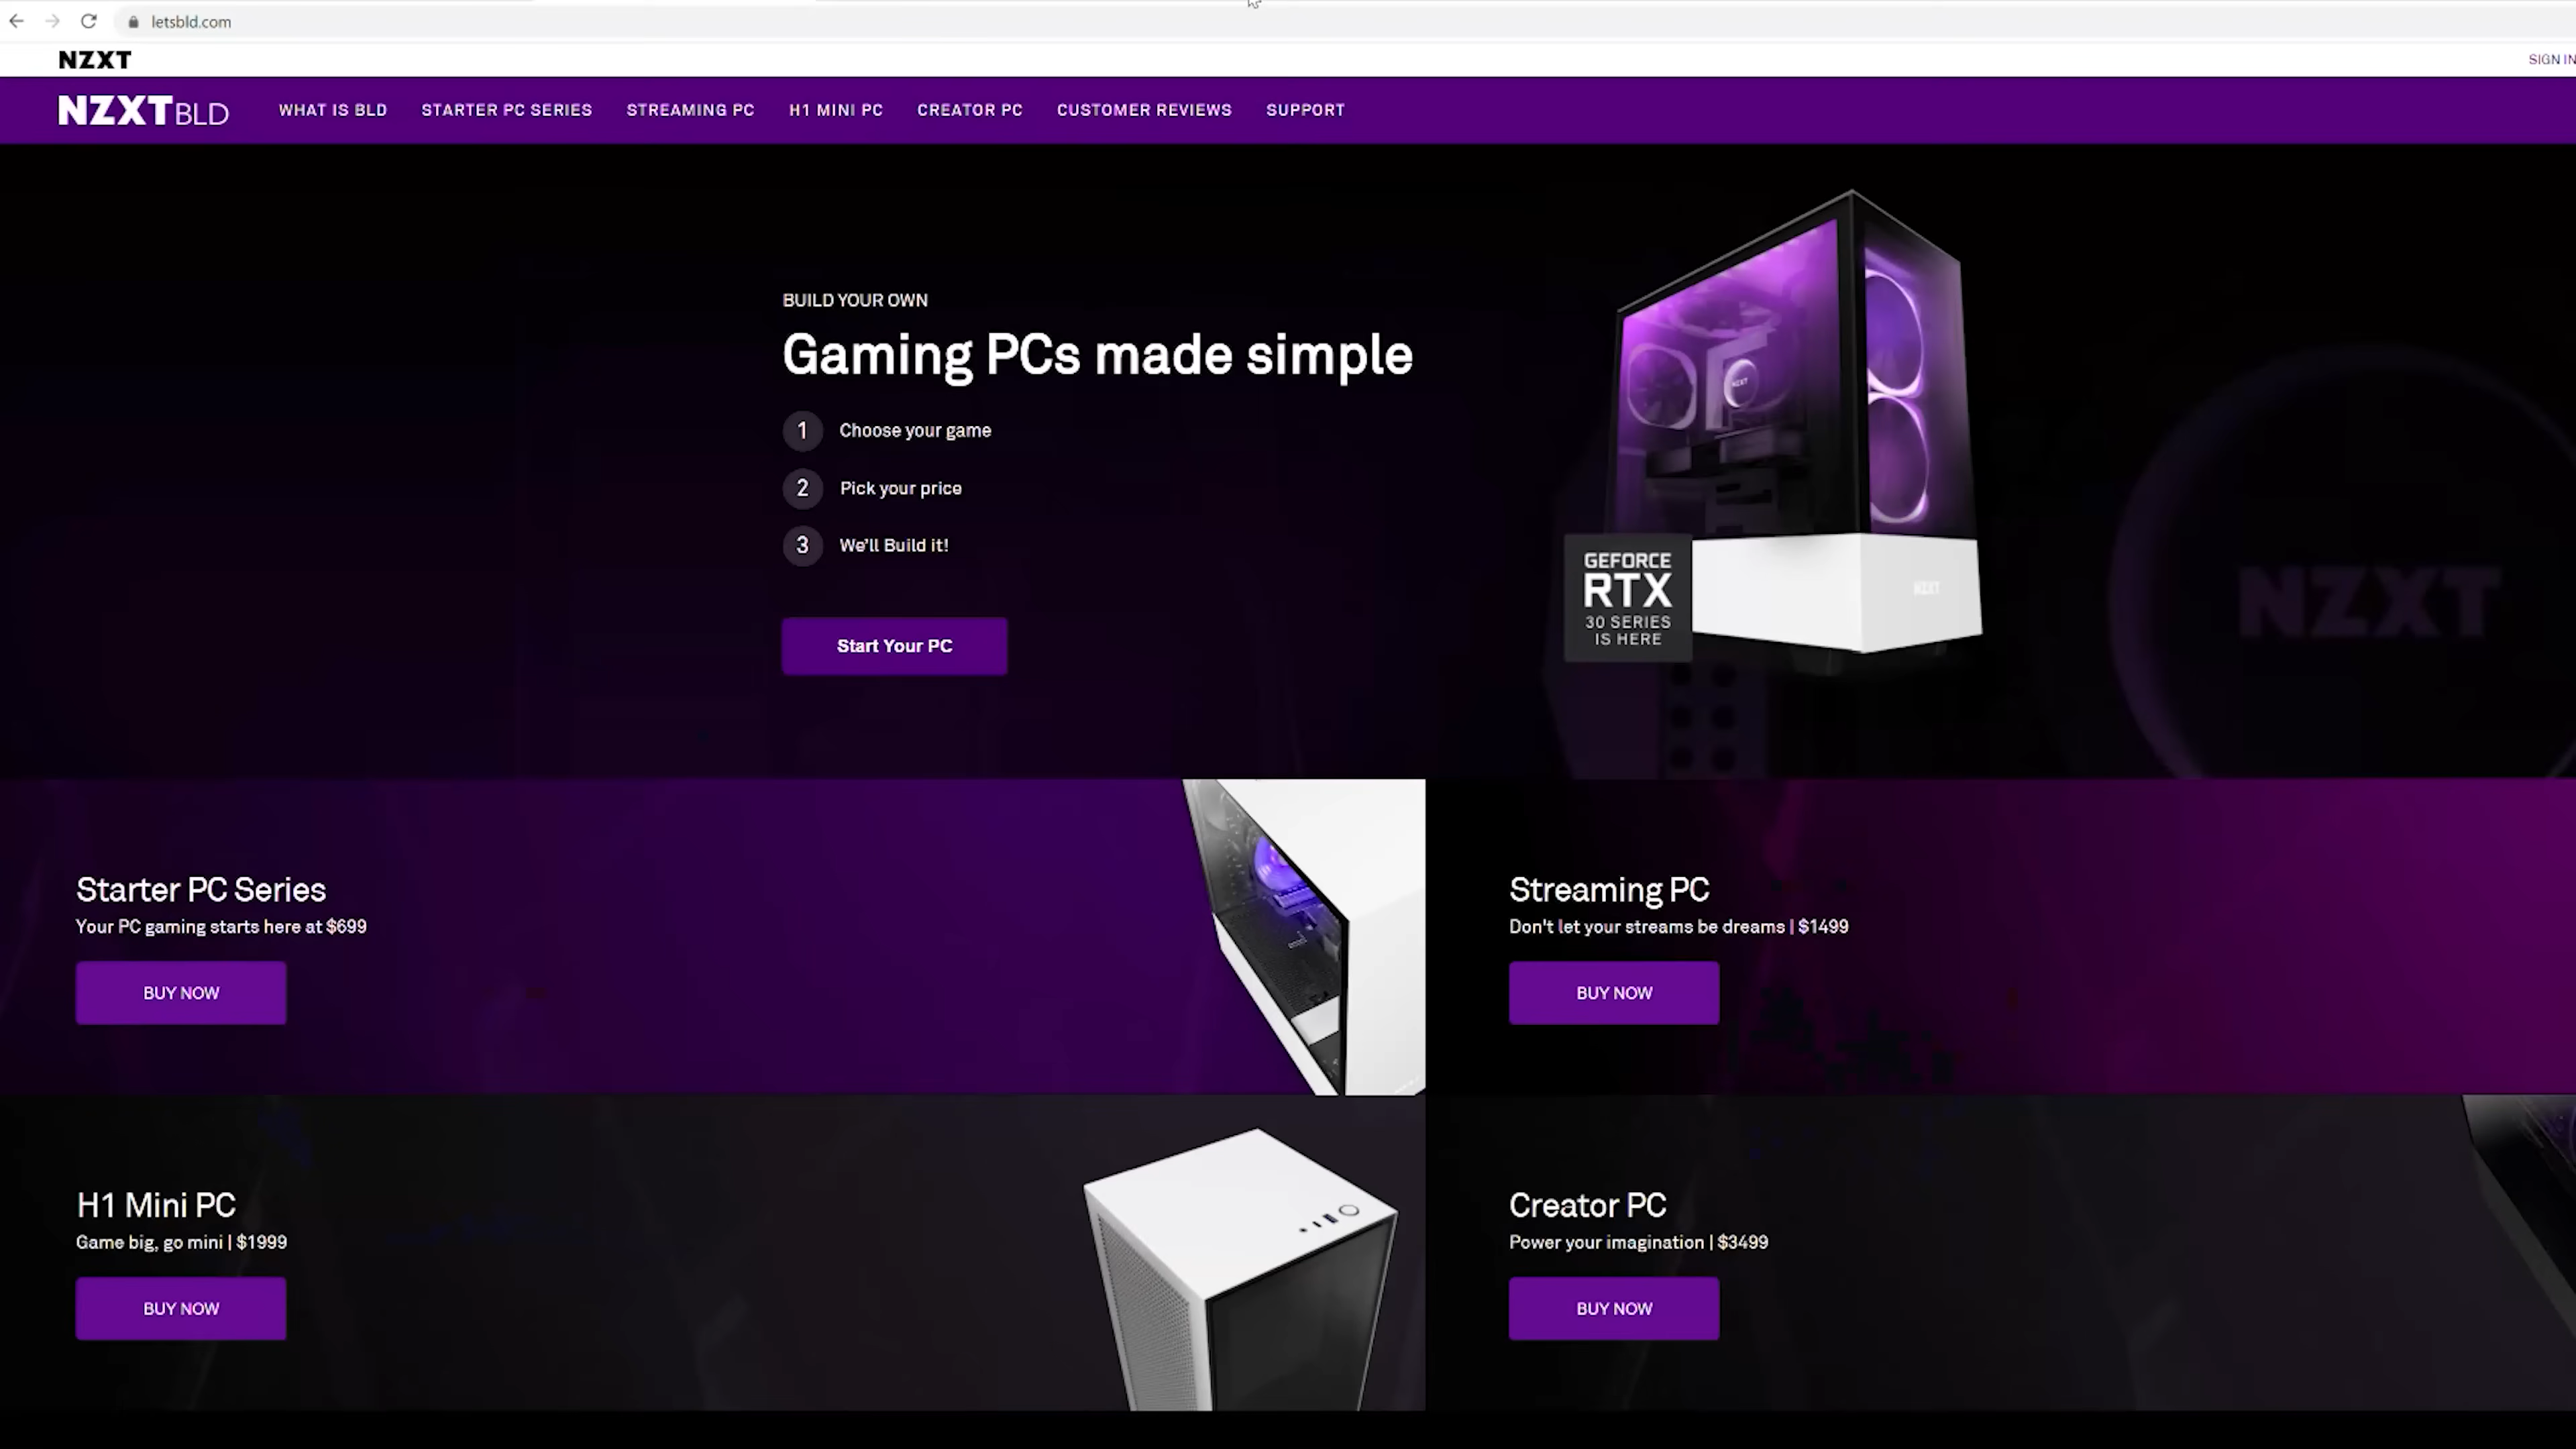 letsbld.com
NZXT
SIGN IN
NZXT BLD
WHAT IS BLD
STARTER PC SERIES
STREAMING PC
H1 MINI PC
CREATOR PC
CUSTOMER REVIEWS
SUPPORT
BUILD YOUR OWN
Gaming PCs made simple
1 Choose your game
2 Pick your price
3 We'll Build it!
Start Your PC
NZXT
GEFORCE
RTX
30 SERIES
IS HERE
NZXT
NZXT
Starter PC Series
Your PC gaming starts here at $699
BUY NOW
Streaming PC
Don't let your streams be dreams | $1499
BUY NOW
H1 Mini PC
Game big, go mini | $1999
BUY NOW
Creator PC
Power your imagination | $3499
BUY NOW